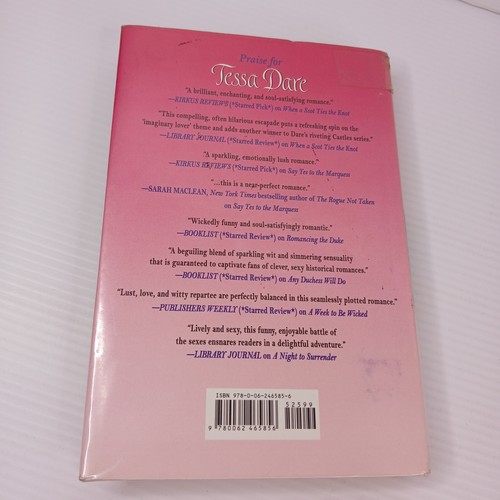 Praise for
Tessa Dare
"A brilliant, enchanting, and soul-satisfying romance."
—KIRKUS REVIEWS (*Starred Pick*) on When a Scot Ties the Knot
"This compelling, often hilarious escapade puts a refreshing spin on the
'imaginary lover' theme and adds another winner to Dare's riveting Castles series."
—LIBRARY JOURNAL (*Starred Review*) on When a Scot Ties the Knot
"A sparkling, emotionally lush romance."
—KIRKUS REVIEWS (*Starred Pick*) on Say Yes to the Marquess
"...this is a near-perfect romance."
—SARAH MACLEAN, New York Times bestselling author of The Rogue Not Taken
on Say Yes to the Marquess
"Wickedly funny and soul-satisfyingly romantic."
—BOOKLIST (*Starred Review*) on Romancing the Duke
"A beguiling blend of sparkling wit and simmering sensuality
that is guaranteed to captivate fans of clever, sexy historical romances."
—BOOKLIST (*Starred Review*) on Any Duchess Will Do
"Lust, love, and witty repartee are perfectly balanced in this seamlessly plotted romance."
—PUBLISHERS WEEKLY (*Starred Review*) on A Week to Be Wicked
"Lively and sexy, this funny, enjoyable battle of
the sexes ensnares readers in a delightful adventure."
—LIBRARY JOURNAL on A Night to Surrender
ISBN 978-0-06-246585-6
52599
9 780062 465856